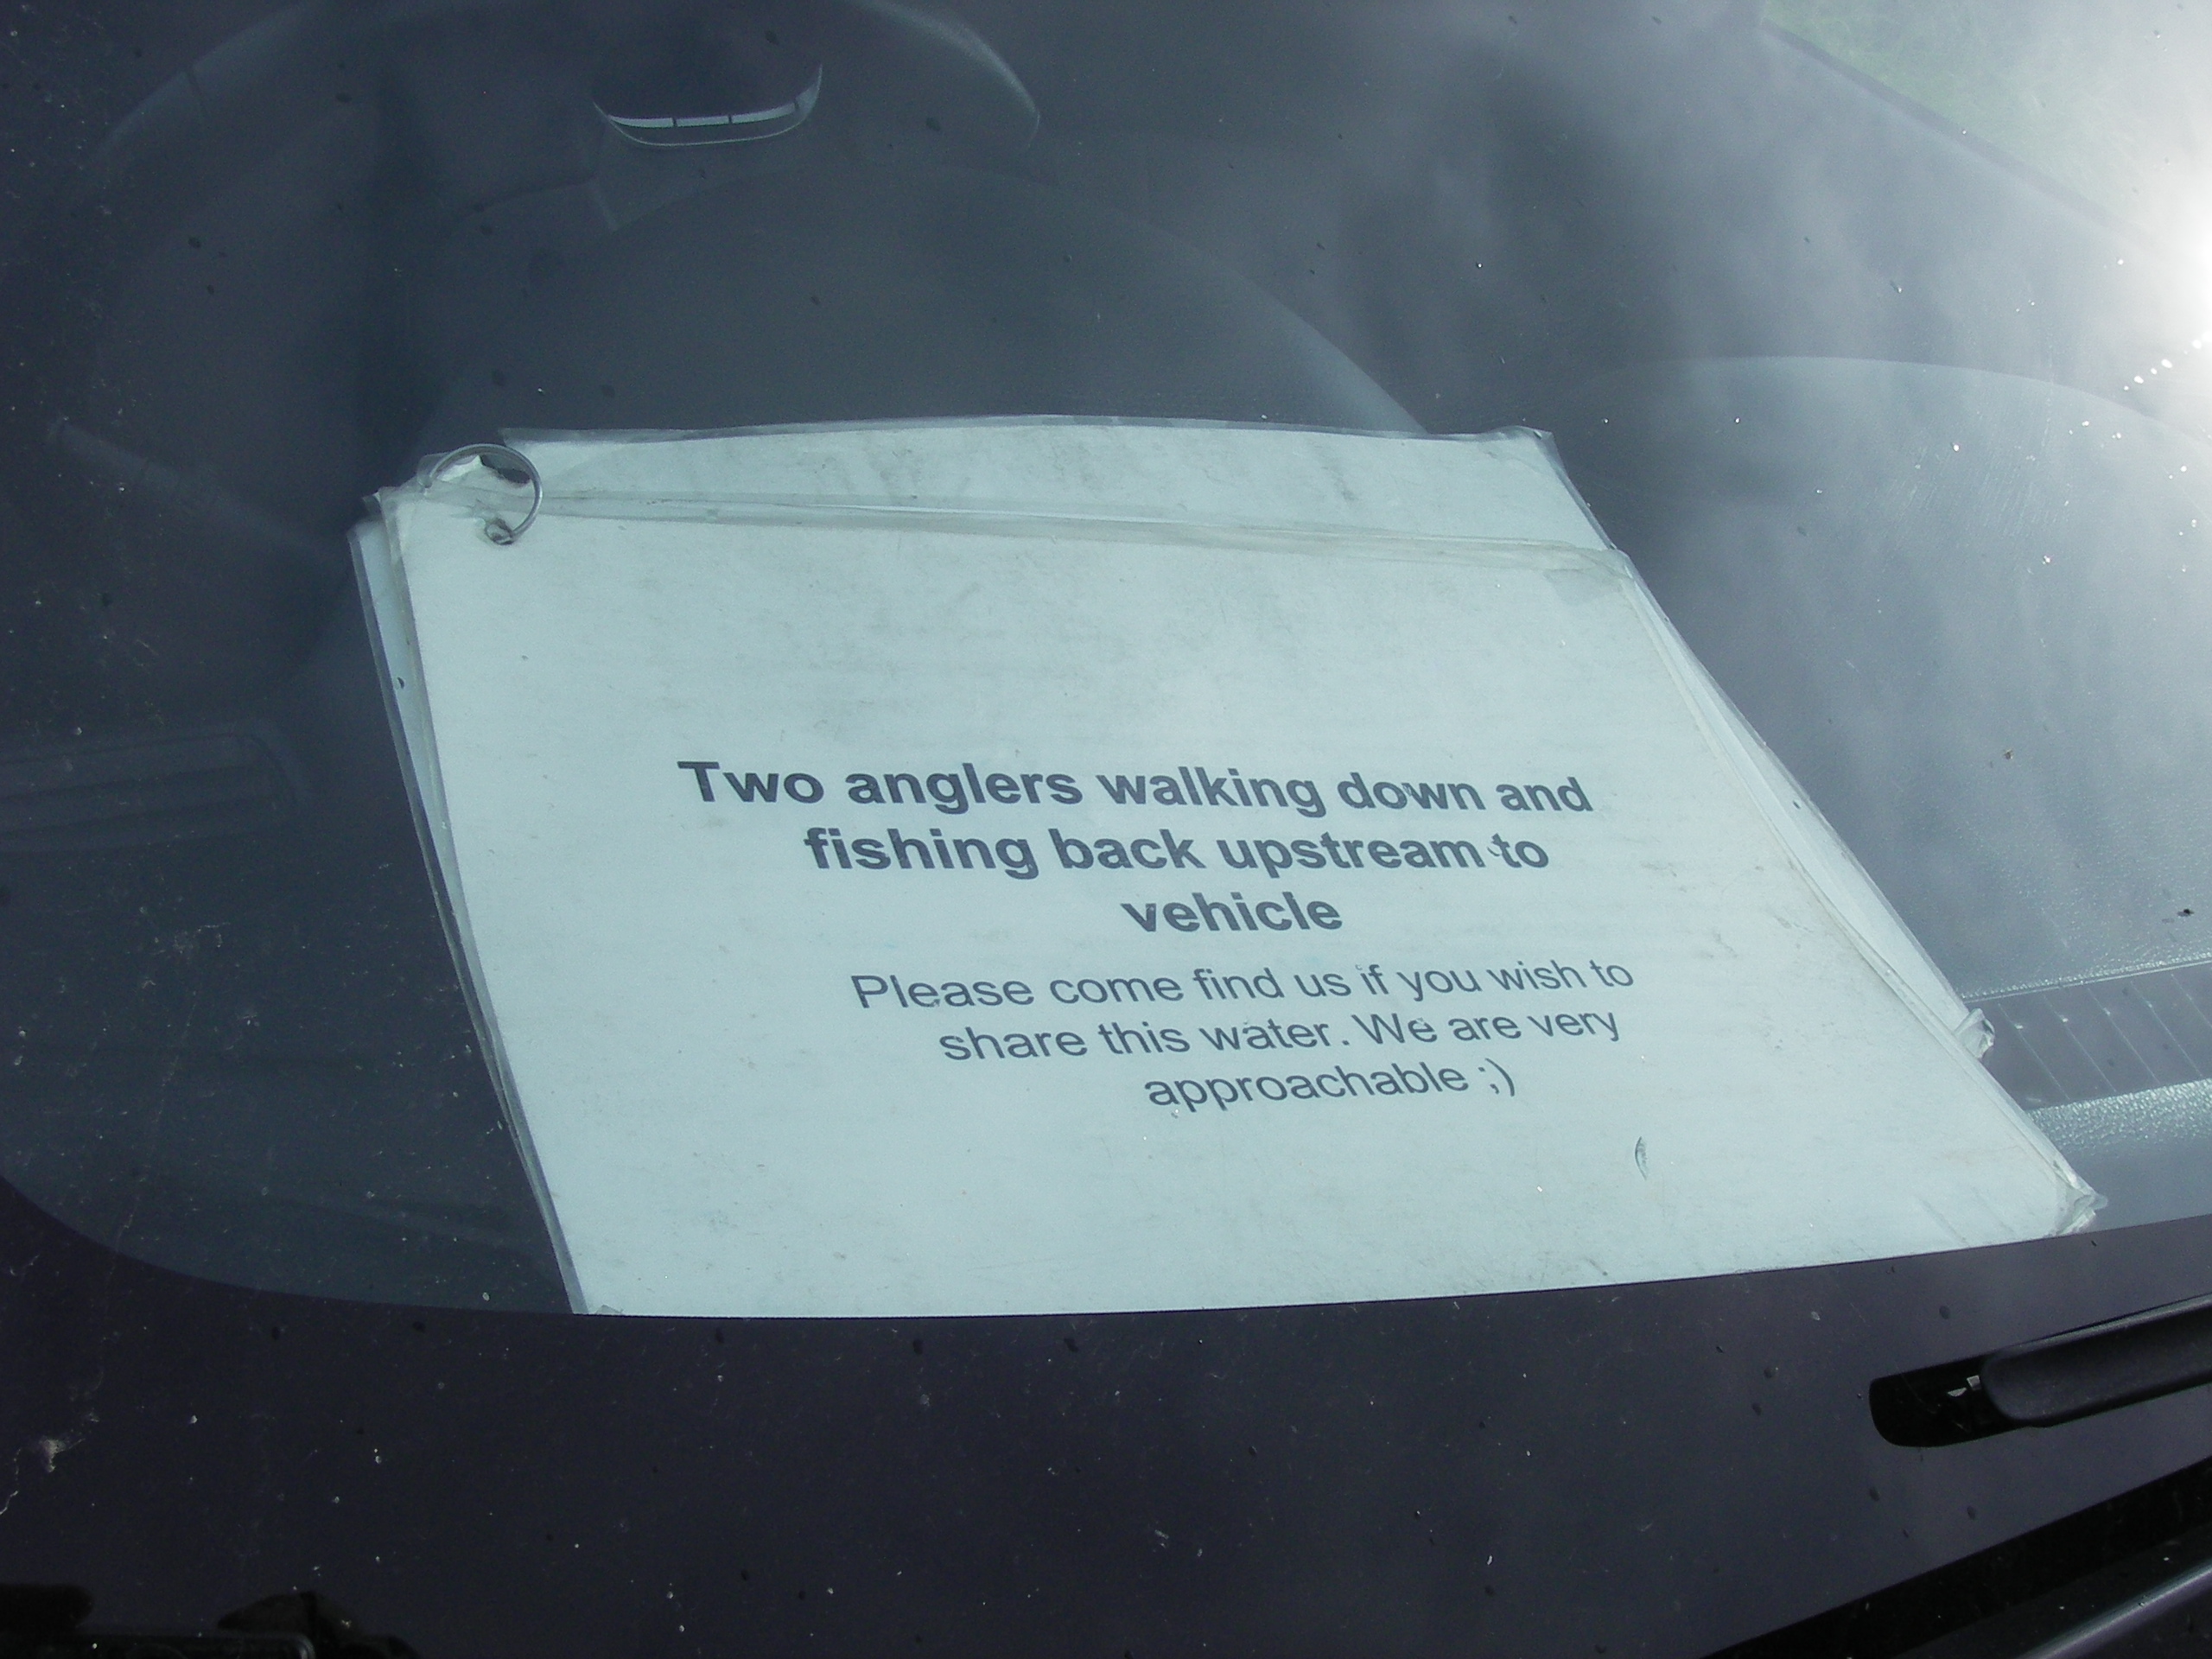 Two anglers walking down and
fishing back upstream to
vehicle
Please come find us if you wish to
share this water. We are very
approachable ;)